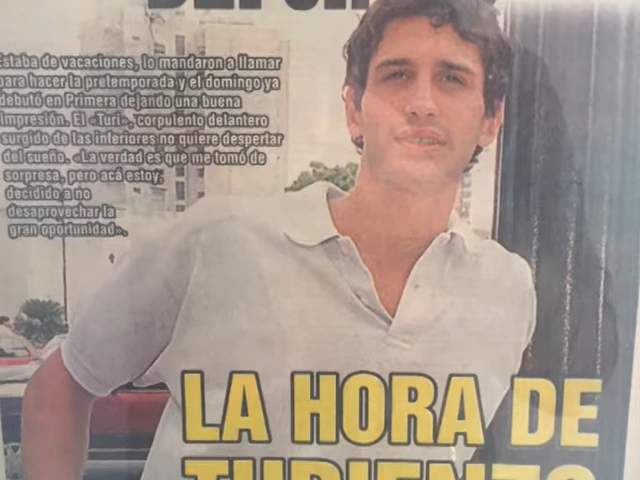 DEPORTES
Estaba de vacaciones, lo mandaron a llamar
para hacer la pretemporada y el domingo ya
debutó en Primera dejando una buena
impresión. El «Turi», corpulento delantero
surgido de las inferiores no quiere despertar
del sueño. «La verdad es que me tomó de
sorpresa, pero acá estoy,
decidido a no
desaprovechar la
gran oportunidad».
LA HORA DE
TURIENZO